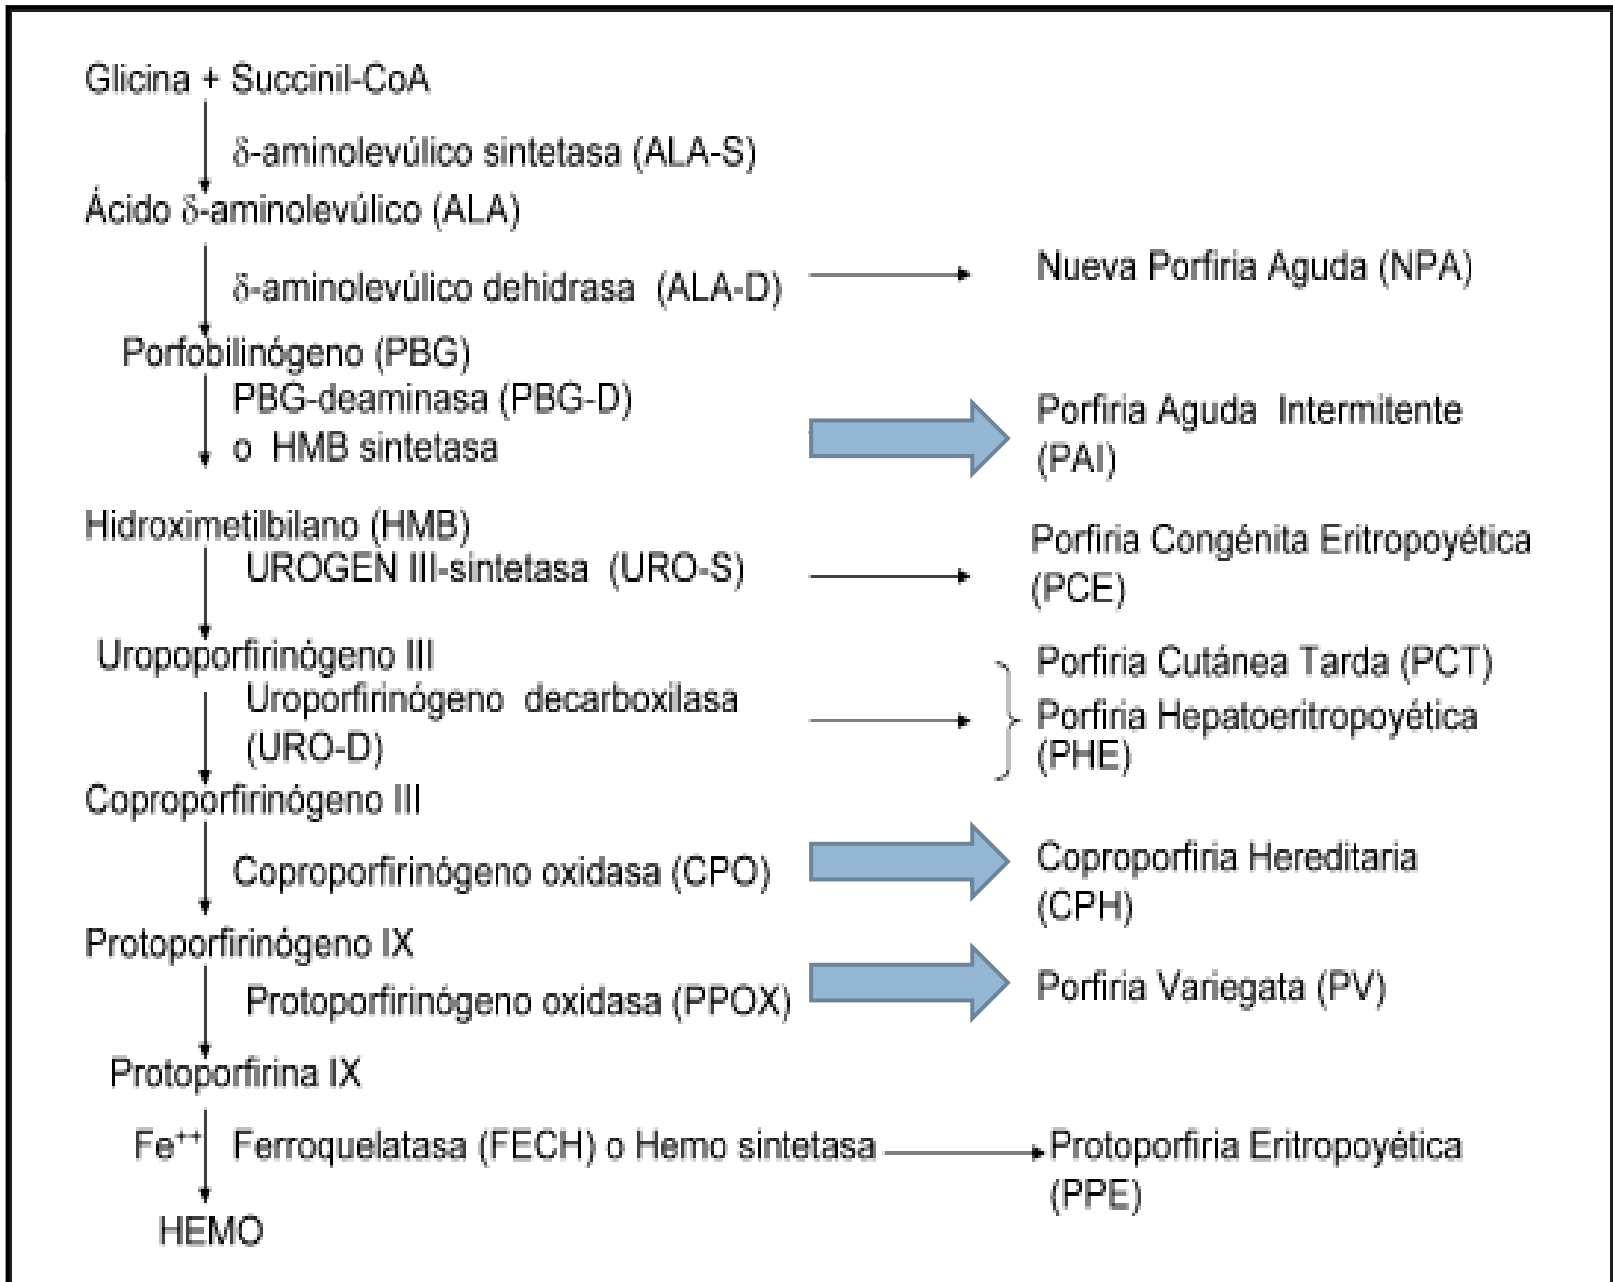 Glicina + Succinil-CoA
δ-aminolevúlico sintetasa (ALA-S)
Ácido δ-aminolevúlico (ALA)
δ-aminolevúlico dehidrasa (ALA-D)
Nueva Porfiria Aguda (NPA)
Porfobilinógeno (PBG)
PBG-deaminasa (PBG-D)
o HMB sintetasa
Porfiria Aguda Intermitente
(PAI)
Hidroximetilbilano (HMB)
UROGEN III-sintetasa (URO-S)
Porfiria Congénita Eritropoyética
(PCE)
Uropoporfirinógeno III
Uroporfirinógeno decarboxilasa
(URO-D)
Porfiria Cutánea Tarda (PCT)
Porfiria Hepatoeritropoyética
(PHE)
Coproporfirinógeno III
Coproporfirinógeno oxidasa (CPO)
Coproporfiria Hereditaria
(CPH)
Protoporfirinógeno IX
Protoporfirinógeno oxidasa (PPOX)
Porfiria Variegata (PV)
Protoporfirina IX
Fe⁺⁺ Ferroquelatasa (FECH) o Hemo sintetasa
Protoporfiria Eritropoyética
(PPE)
HEMO